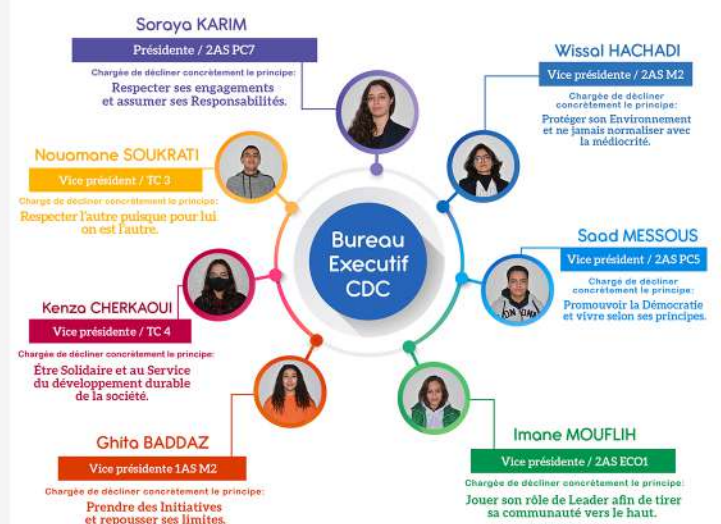 Soraya KARIM
Présidente / 2AS PC7
Chargée de décliner concrètement le principe:
Respecter ses engagements
et assumer ses Responsabilités.
Wissal HACHADI
Vice présidente / 2AS M2
Chargée de décliner
concrètement le principe:
Protéger son Environnement
et ne jamais normaliser avec
la médiocrité.
Nouamane SOUKRATI
Vice président / TC 3
Chargé de décliner concrètement le principe:
Respecter l'autre puisque pour lui
on est l'autre.
Bureau
Executif
CDC
Saad MESSOUS
Vice président / 2AS PC5
Chargé de décliner
concrètement le principe:
Promouvoir la Démocratie
et vivre selon ses principes.
Kenza CHERKAOUI
Vice présidente / TC 4
Chargée de décliner concrètement le principe:
Être Solidaire et au Service
du développement durable
de la société.
Ghita BADDAZ
Vice présidente 1AS M2
Chargée de décliner concrètement le principe:
Prendre des Initiatives
et repousser ses limites.
Imane MOUFLIH
Vice présidente / 2AS ECO1
Chargée de décliner concrètement le principe:
Jouer son rôle de Leader afin de tirer
sa communauté vers le haut.